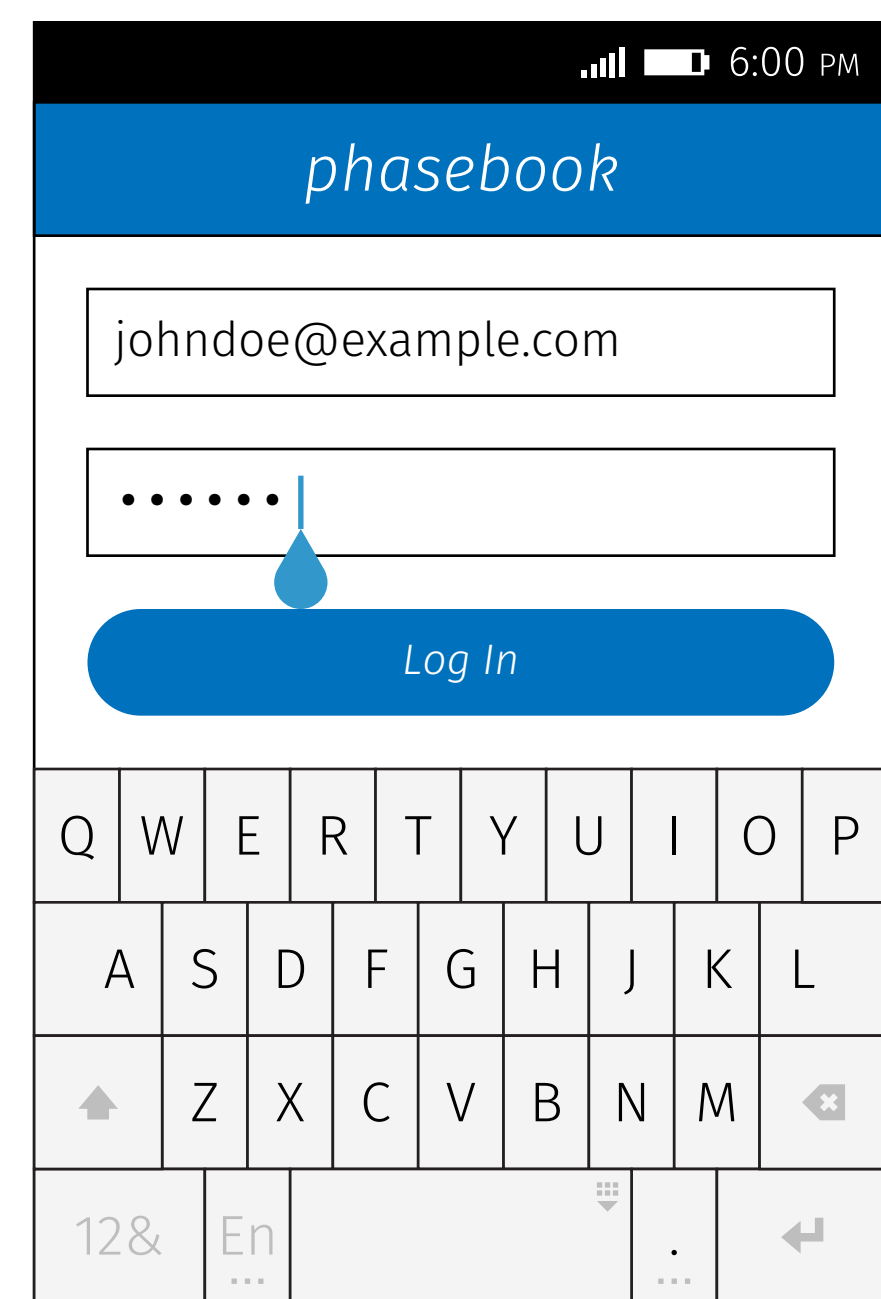 6:00 PM
phasebook
johndoe@example.com
••••••
Log In
Q W E R T Y U I O P
A S D F G H J K L
Z X C V B N M
12& En ... . ...